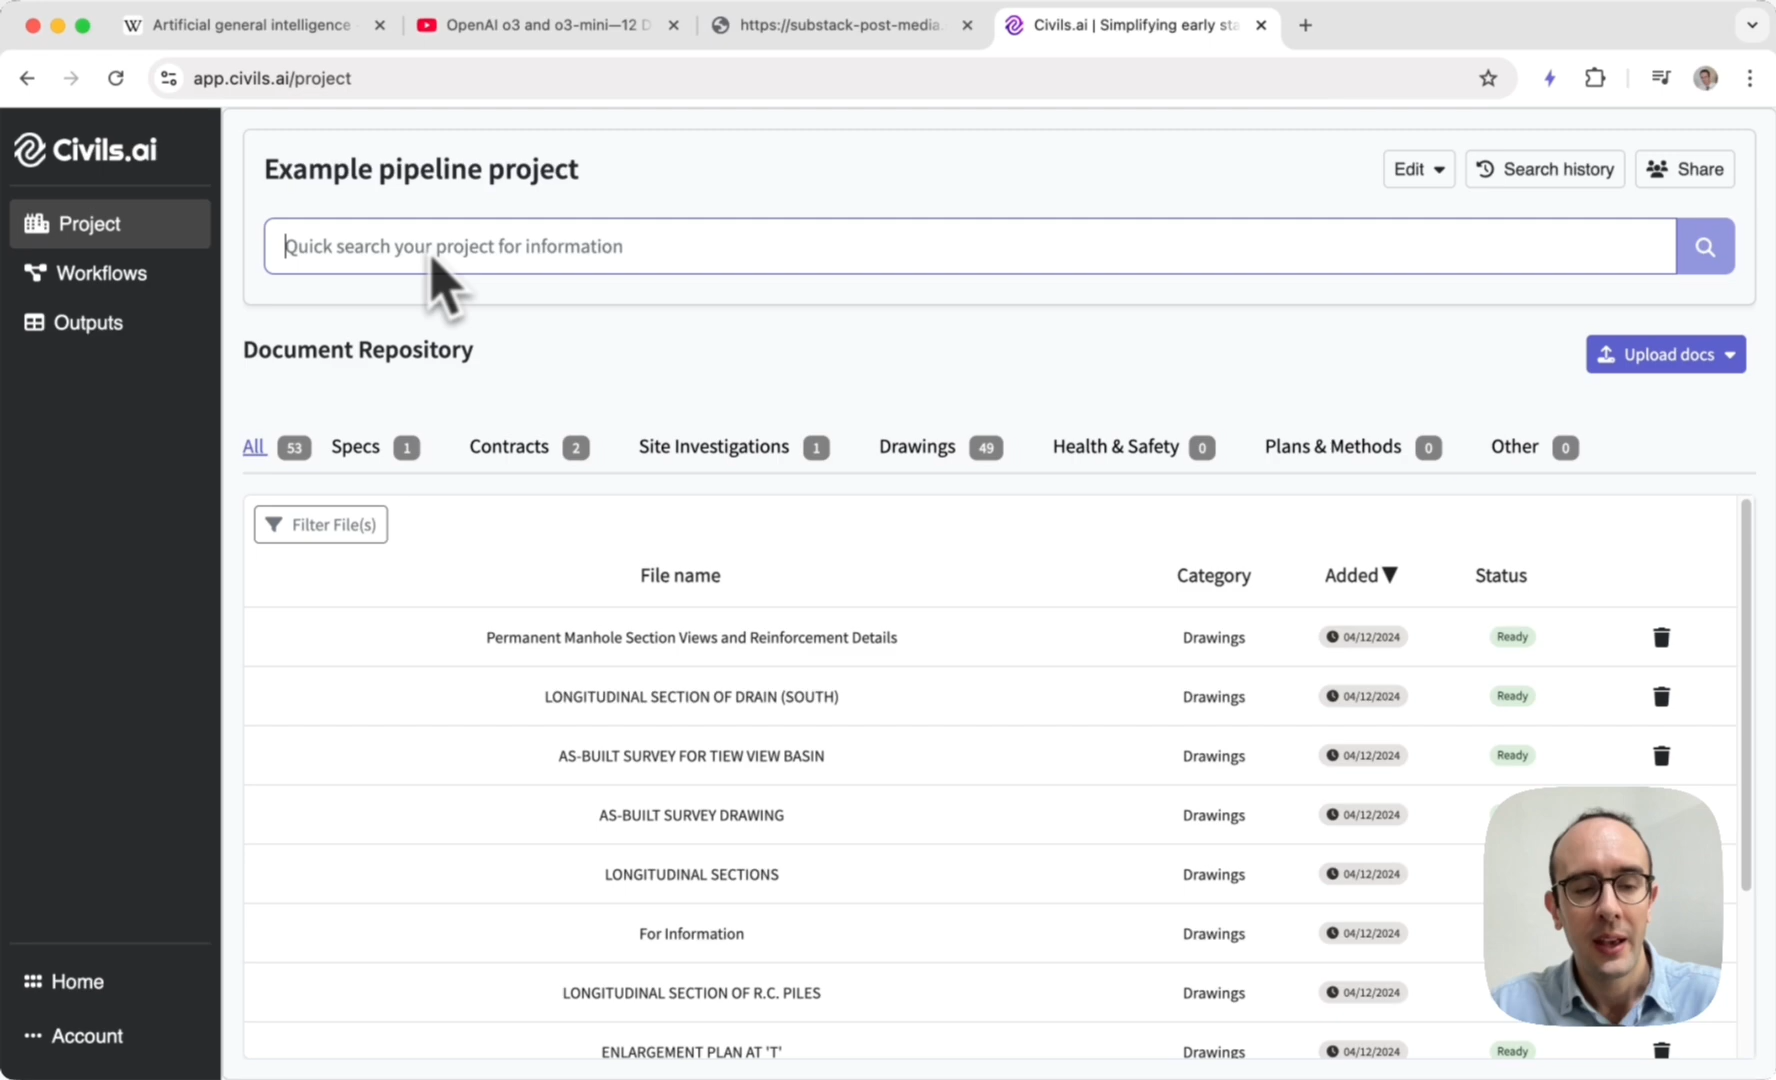 W Artificial general intelligence
OpenAI o3 and o3-mini—12 D
https://substack-post-media.
Civils.ai | Simplifying early sta
app.civils.ai/project
Civils.ai
Project
Workflows
Outputs
Home
Account
Example pipeline project
Edit
Search history
Share
Quick search your project for information
Document Repository
Upload docs
All 53 Specs 1 Contracts 2 Site Investigations 1 Drawings 49 Health & Safety 0 Plans & Methods 0 Other 0
Filter File(s)
File name Category Added▼ Status
Permanent Manhole Section Views and Reinforcement Details Drawings 04/12/2024 Ready
LONGITUDINAL SECTION OF DRAIN (SOUTH) Drawings 04/12/2024 Ready
AS-BUILT SURVEY FOR TIEW VIEW BASIN Drawings 04/12/2024 Ready
AS-BUILT SURVEY DRAWING Drawings 04/12/2024
LONGITUDINAL SECTIONS Drawings 04/12/2024
For Information Drawings 04/12/2024
LONGITUDINAL SECTION OF R.C. PILES Drawings 04/12/2024
ENLARGEMENT PLAN AT 'T' Drawings 04/12/2024 Ready